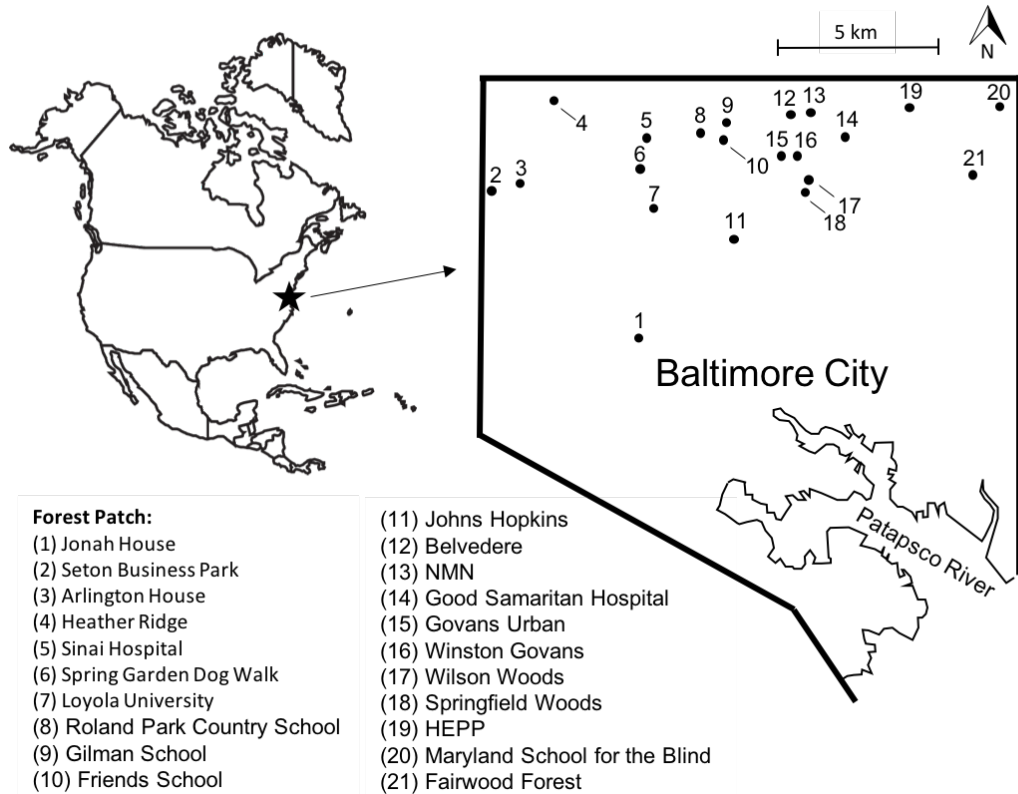 5 km
N
4
5
8
9
12
13
14
19
20
10
15
16
6
2
3
7
21
17
18
11
1
Baltimore City
Patapsco River
Forest Patch:
(1) Jonah House
(2) Seton Business Park
(3) Arlington House
(4) Heather Ridge
(5) Sinai Hospital
(6) Spring Garden Dog Walk
(7) Loyola University
(8) Roland Park Country School
(9) Gilman School
(10) Friends School
(11) Johns Hopkins
(12) Belvedere
(13) NMN
(14) Good Samaritan Hospital
(15) Govans Urban
(16) Winston Govans
(17) Wilson Woods
(18) Springfield Woods
(19) HEPP
(20) Maryland School for the Blind
(21) Fairwood Forest